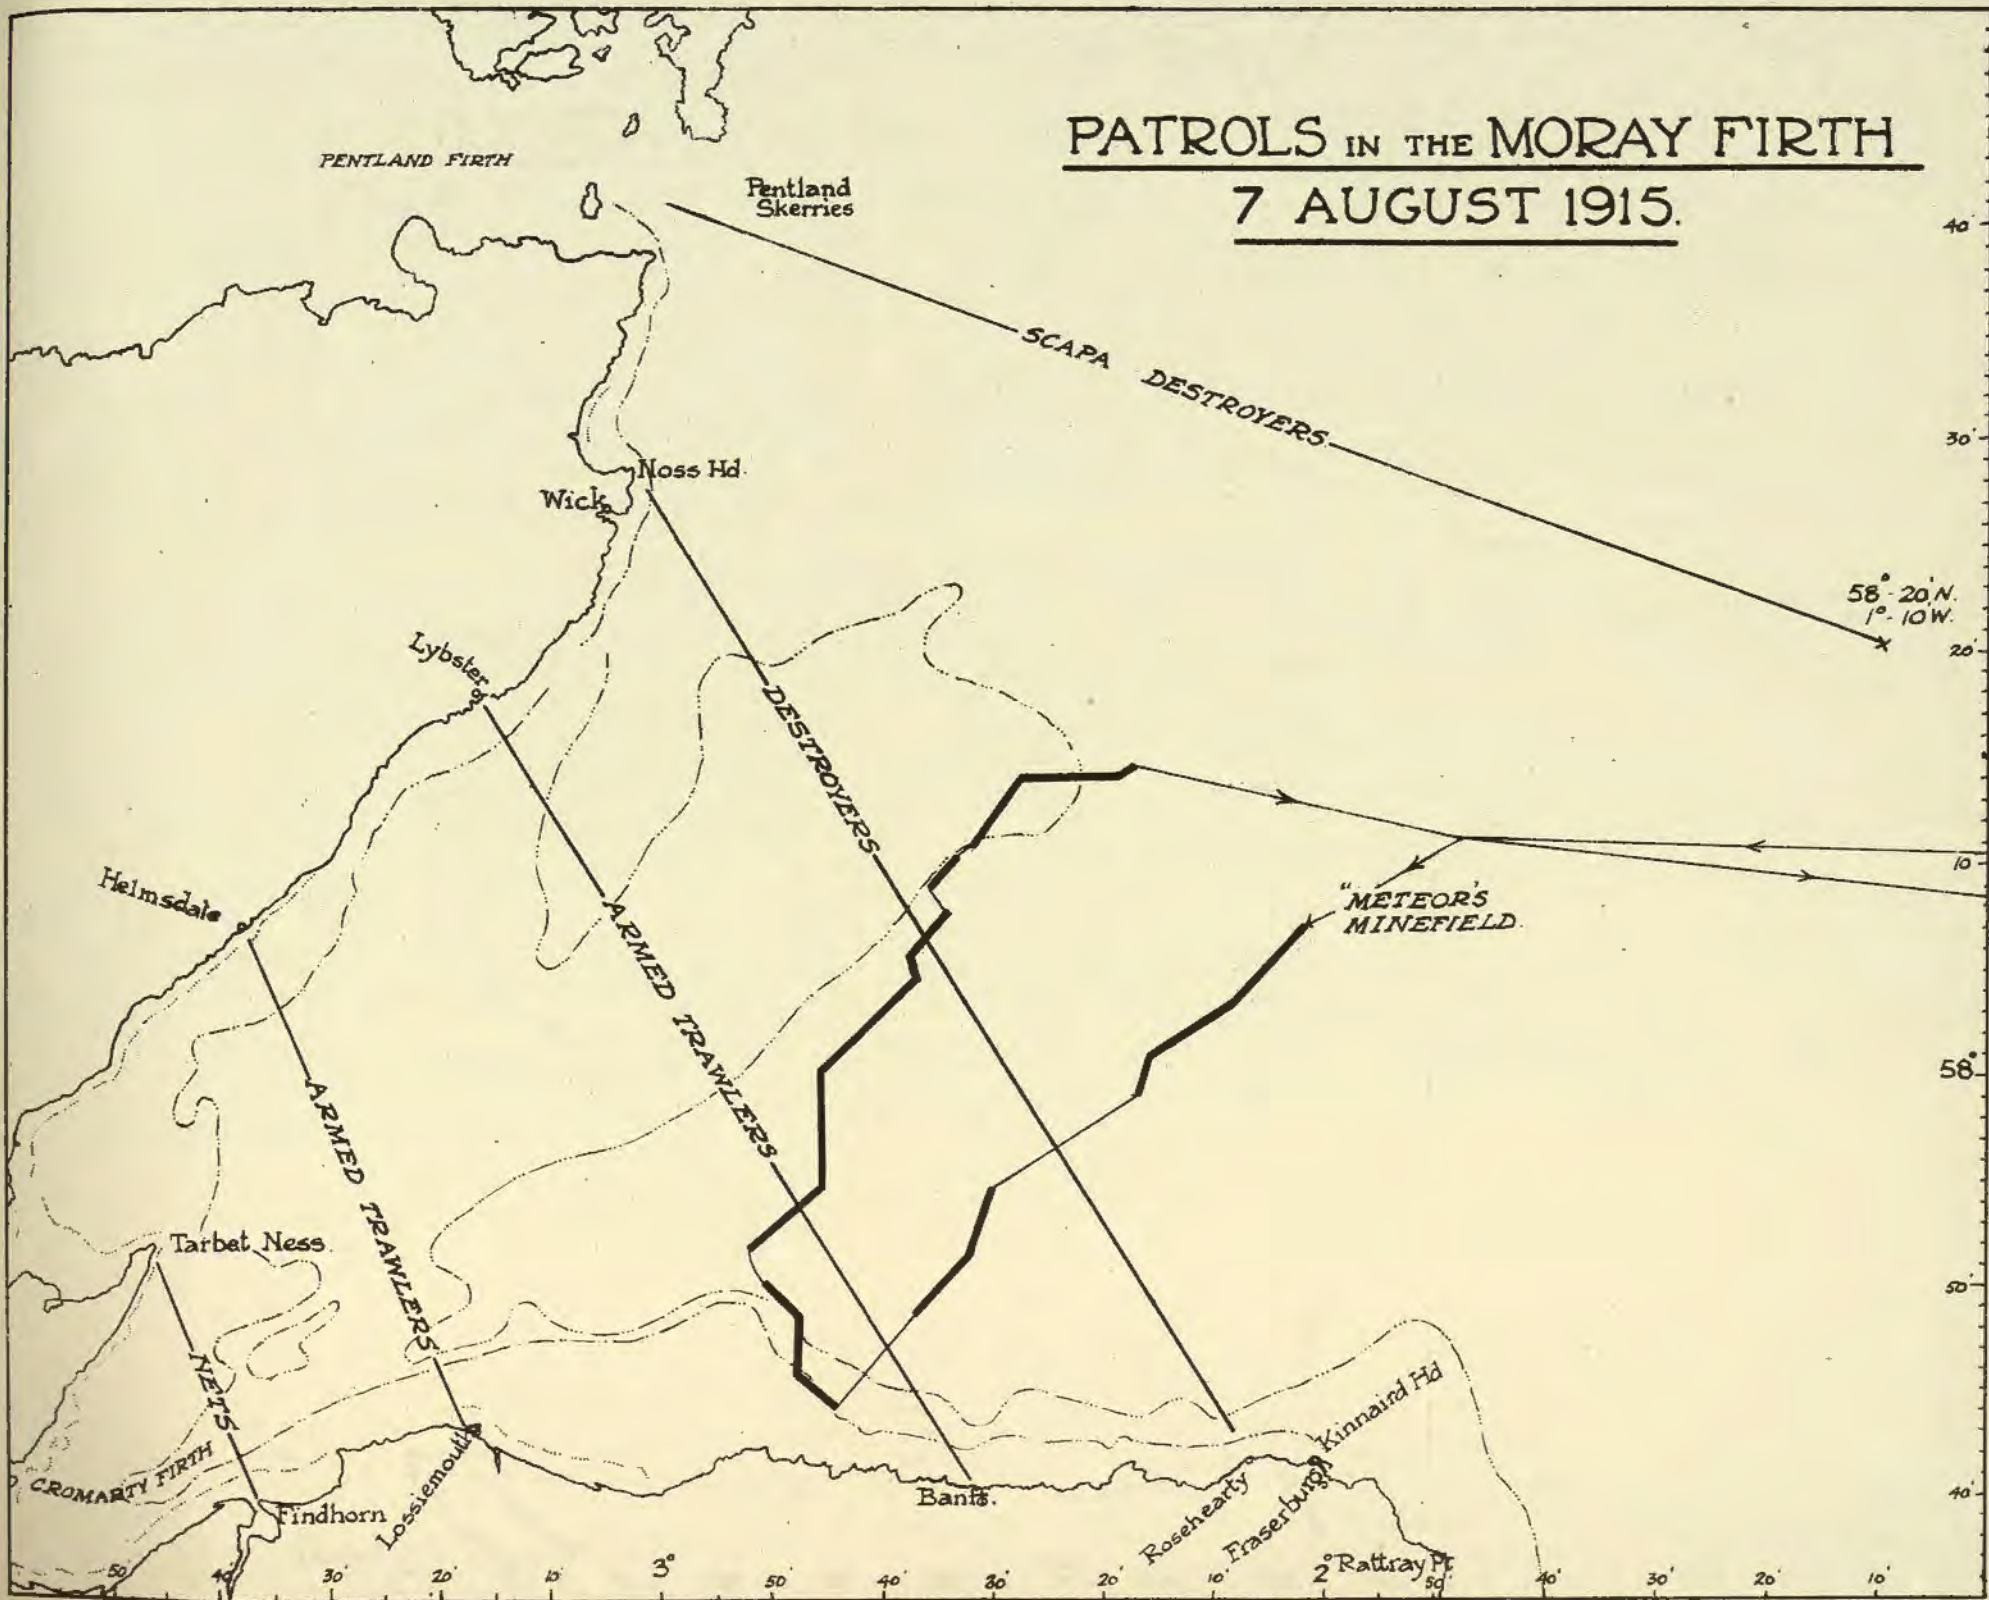 PATROLS IN THE MORAY FIRTH
7 AUGUST 1915.
PENTLAND FIRTH
Pentland
Skerries
40'
SCAPA DESTROYERS
30'
Noss Hd.
Wick
58°-20'N.
1°-10'W.
20'
Lybster
DESTROYERS
10'
Helmsdale
"METEOR'S
MINEFIELD.
ARMED TRAWLERS
58°
ARMED TRAWLERS
Tarbat Ness.
50'
NETS
Kinnaird Hd
CROMARTY FIRTH
Findhorn
Lossiemouth
Banff.
Rosehearty
Fraserburgh
40'
Rattray Pt
50' 40' 30' 20' 10' 3° 50' 40' 30' 20' 10' 2° 50' 40' 30' 20' 10'